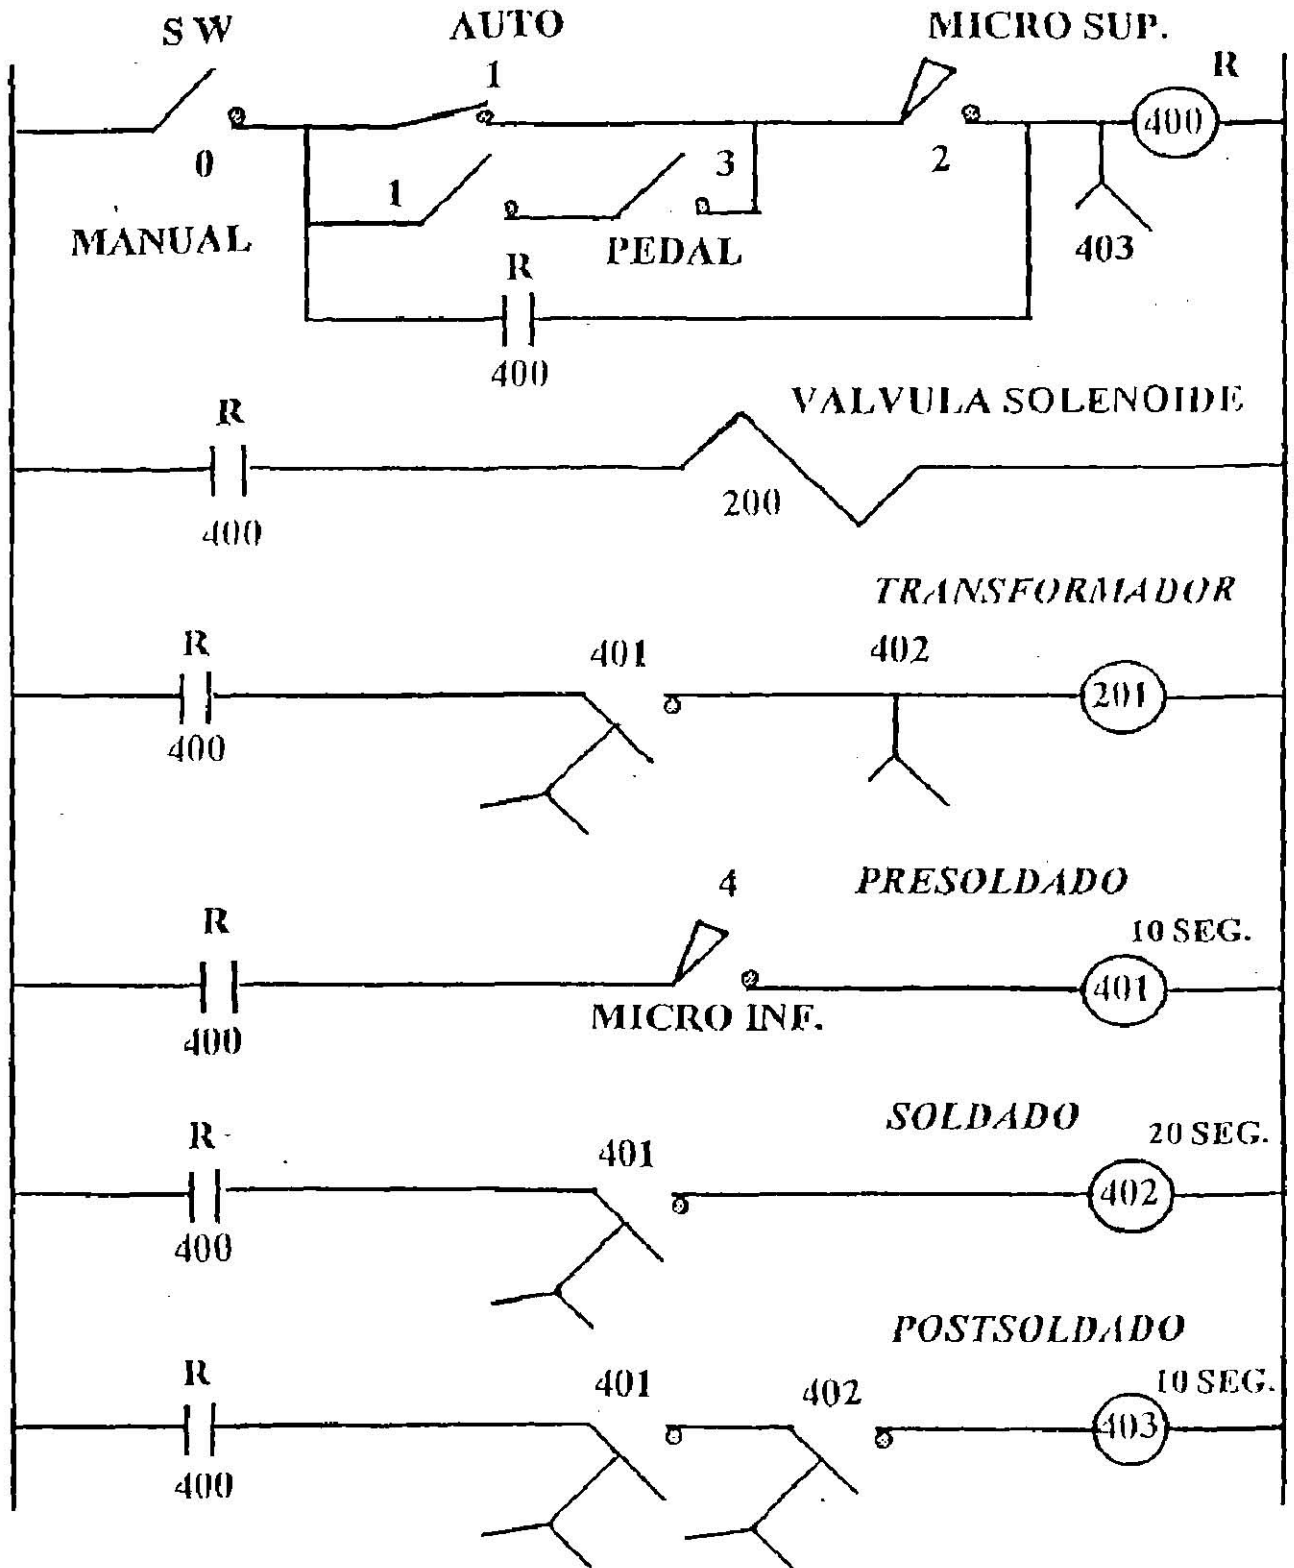 SW AUTO MICRO SUP.
1 R
400
0 1 3 2
MANUAL PEDAL 403
R
400
VALVULA SOLENOIDE
R
200
400
TRANSFORMADOR
R 401 402
201
400
4 PRESOLDADO
R 10 SEG.
401
MICRO INF.
400
SOLDADO
R 401 20 SEG.
402
400
POSTSOLDADO
R 401 402 10 SEG.
403
400